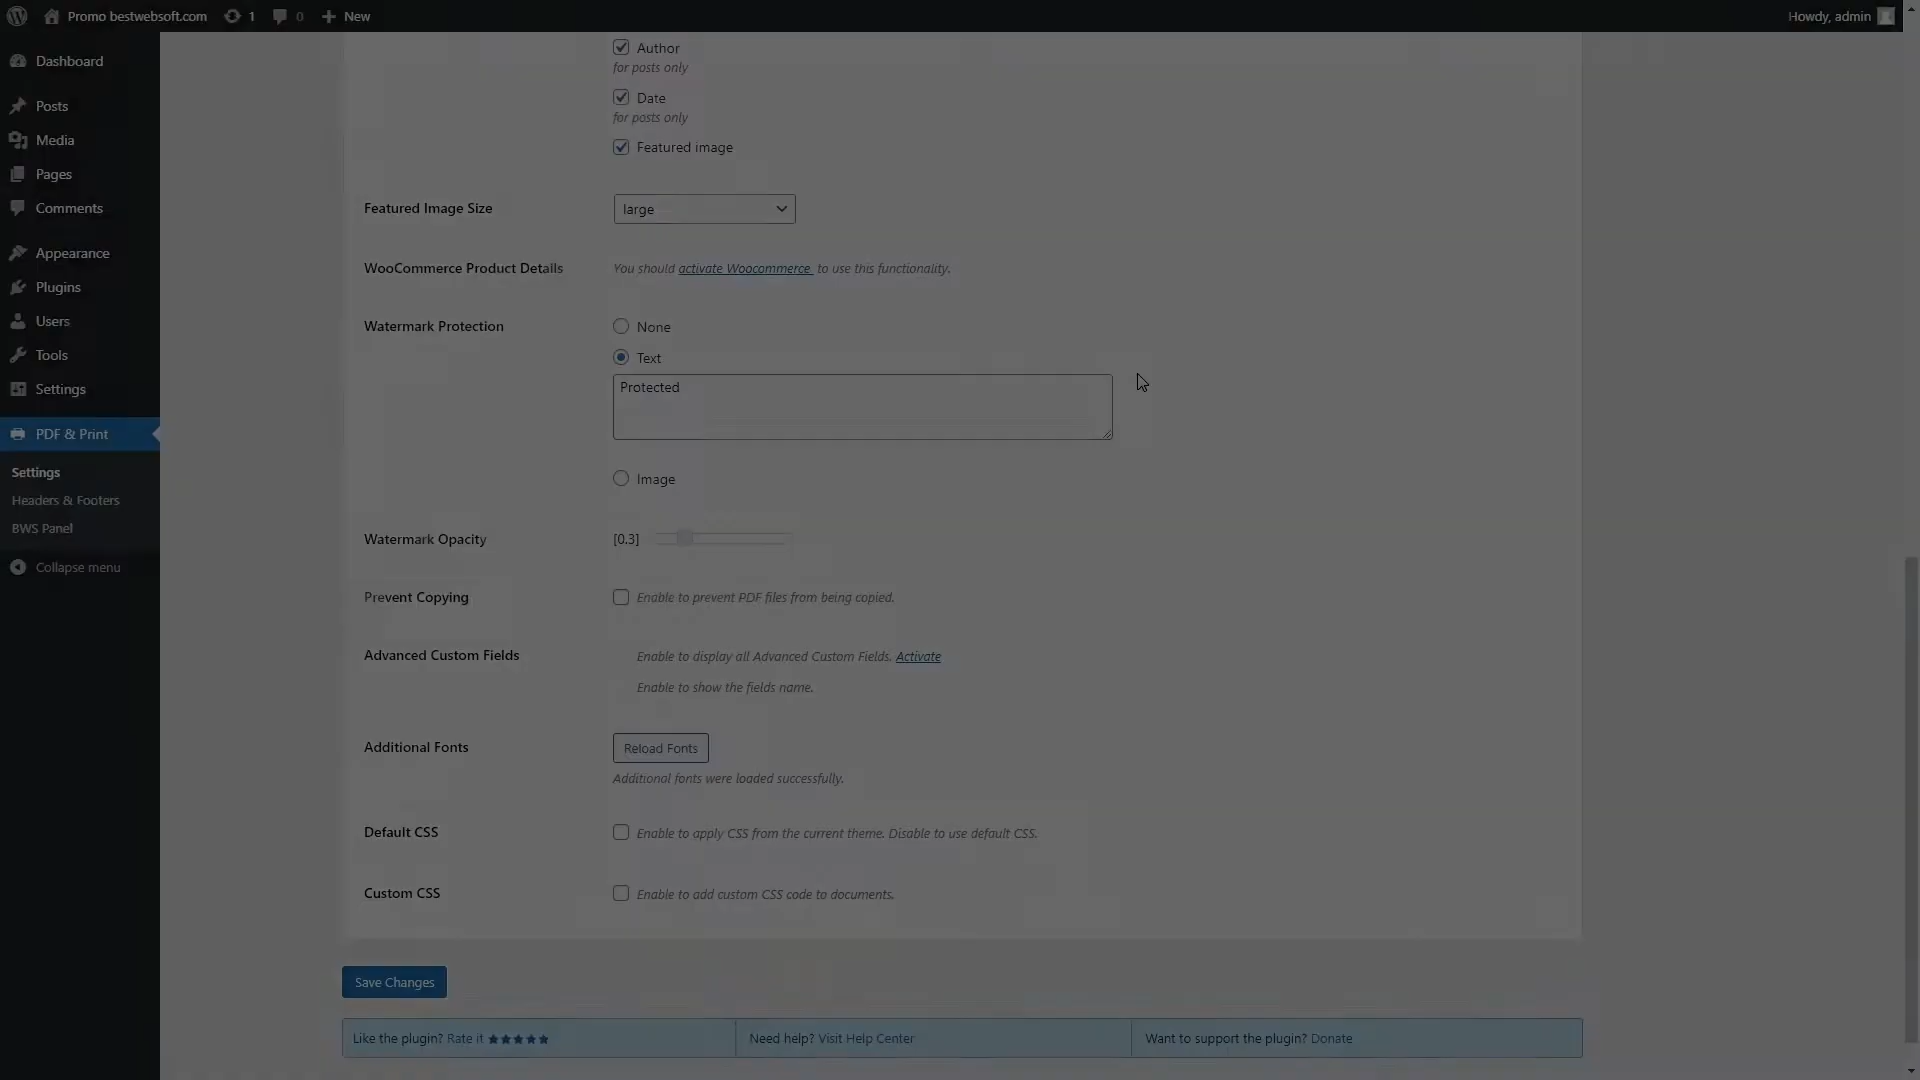 Promo bestwebsoft.com 1 0 New Howdy, admin
Dashboard
Posts
Media
Pages
Comments
Appearance
Plugins
Users
Tools
Settings
PDF & Print
Settings
Headers & Footers
BWS Panel
Collapse menu
Author
for posts only
Date
for posts only
Featured image
Featured Image Size large
WooCommerce Product Details You should activate Woocommerce. to use this functionality.
Watermark Protection None
Text
Protected
Image
Watermark Opacity [0.3]
Prevent Copying Enable to prevent PDF files from being copied.
Advanced Custom Fields Enable to display all Advanced Custom Fields. Activate
Enable to show the fields name.
Additional Fonts Reload Fonts
Additional fonts were loaded successfully.
Default CSS Enable to apply CSS from the current theme. Disable to use default CSS.
Custom CSS Enable to add custom CSS code to documents.
Save Changes
Like the plugin? Rate it ★★★★★ Need help? Visit Help Center Want to support the plugin? Donate